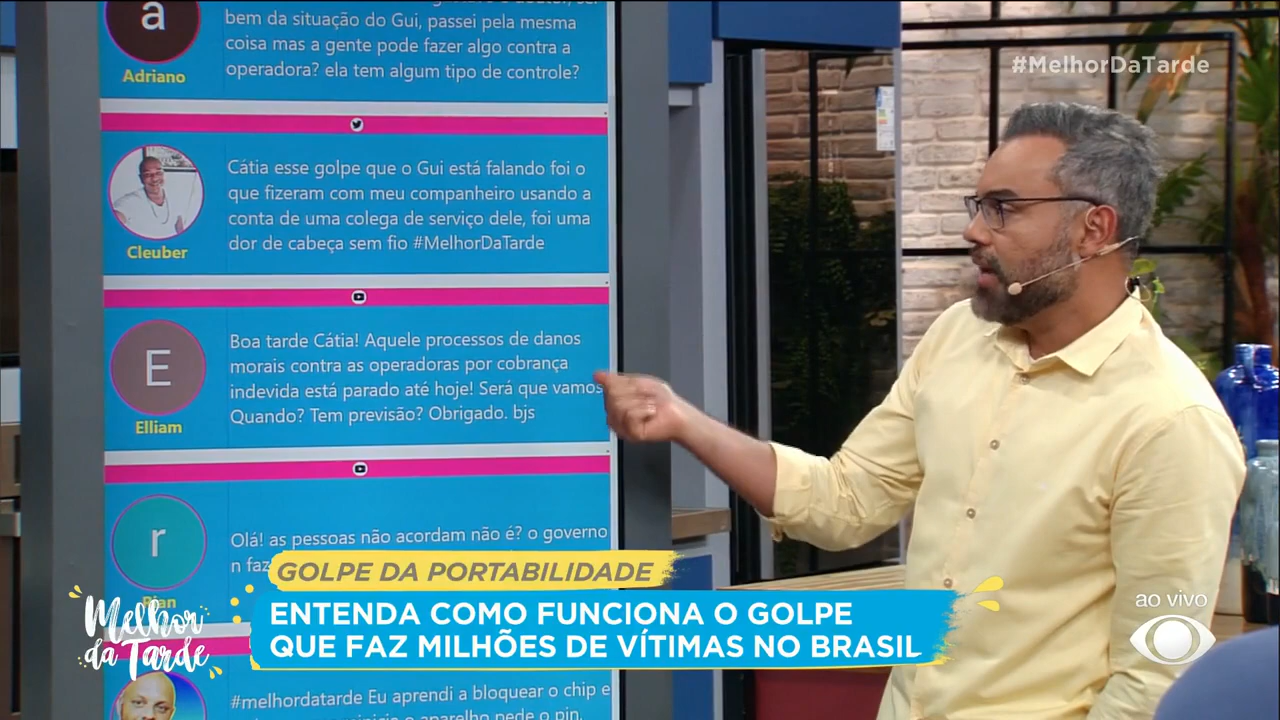 a
Adriano
bem da situação do Gui, passei pela mesma
coisa mas a gente pode fazer algo contra a
operadora? ela tem algum tipo de controle?
Cleuber
Cátia esse golpe que o Gui está falando foi o
que fizeram com meu companheiro usando a
conta de uma colega de serviço dele, foi uma
dor de cabeça sem fio #MelhorDaTarde
E
Elliam
Boa tarde Cátia! Aquele processos de danos
morais contra as operadoras por cobrança
indevida está parado até hoje! Será que vamos
Quando? Tem previsão? Obrigado. bjs
r
Rian
Olá! as pessoas não acordam não é? o governo
n faz
#melhordatarde Eu aprendi a bloquear o chip e
o aparelho pede o pin.
#MelhorDaTarde
GOLPE DA PORTABILIDADE
ENTENDA COMO FUNCIONA O GOLPE
QUE FAZ MILHÕES DE VÍTIMAS NO BRASIL
Melhor
da Tarde
ao vivo